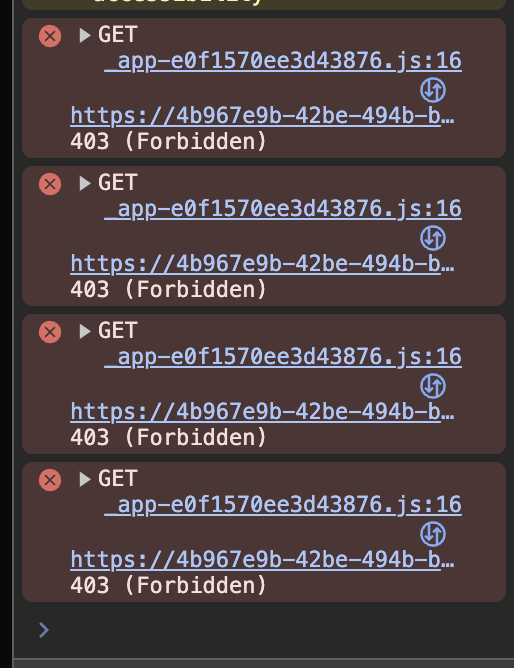 accessibility
GET
_app-e0f1570ee3d43876.js:16
https://4b967e9b-42be-494b-b…
403 (Forbidden)
GET
_app-e0f1570ee3d43876.js:16
https://4b967e9b-42be-494b-b…
403 (Forbidden)
GET
_app-e0f1570ee3d43876.js:16
https://4b967e9b-42be-494b-b…
403 (Forbidden)
GET
_app-e0f1570ee3d43876.js:16
https://4b967e9b-42be-494b-b…
403 (Forbidden)